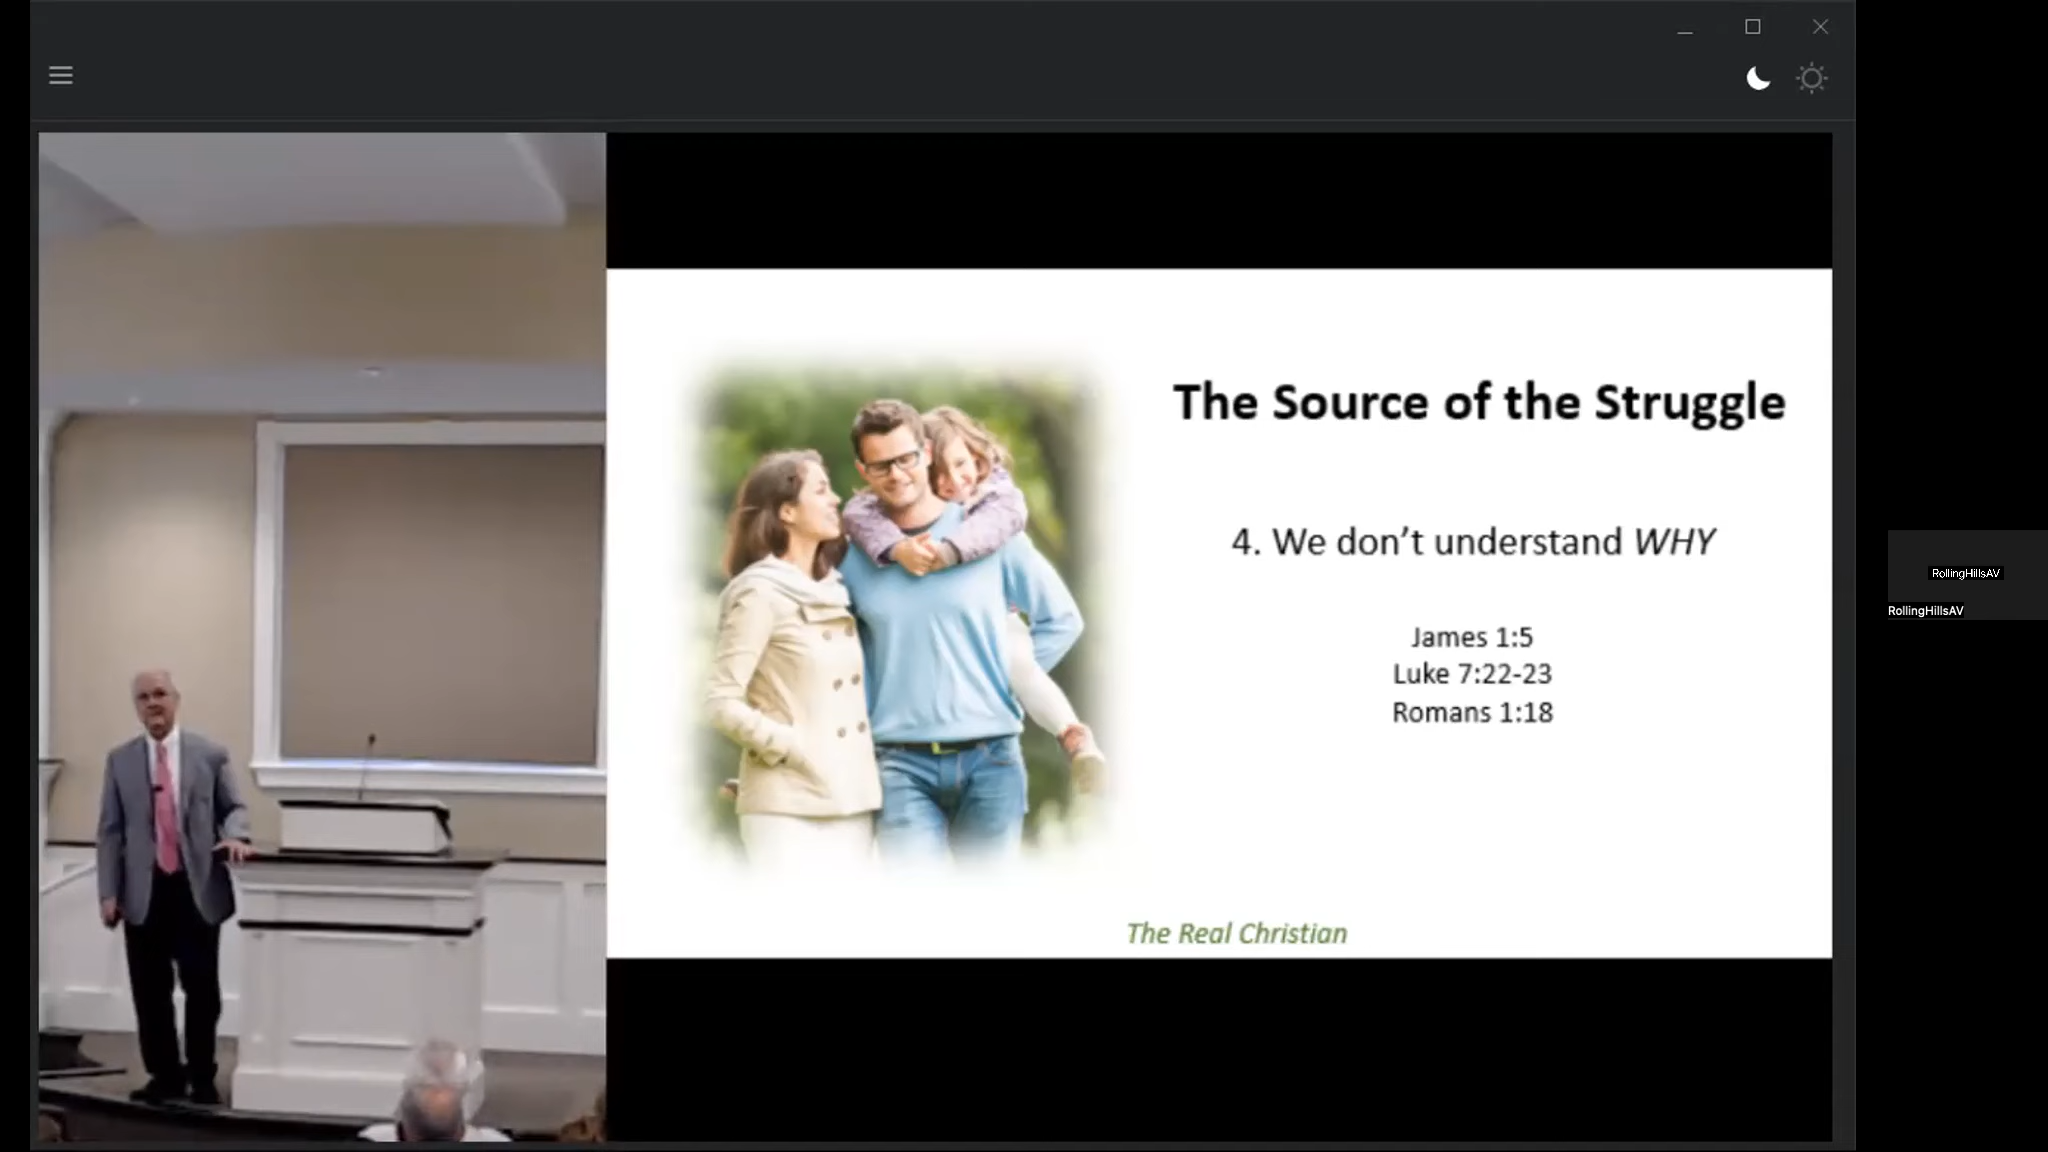 The Source of the Struggle
4. We don't understand WHY
James 1:5
Luke 7:22-23
Romans 1:18
The Real Christian
RollingHillsAV
RollingHillsAV